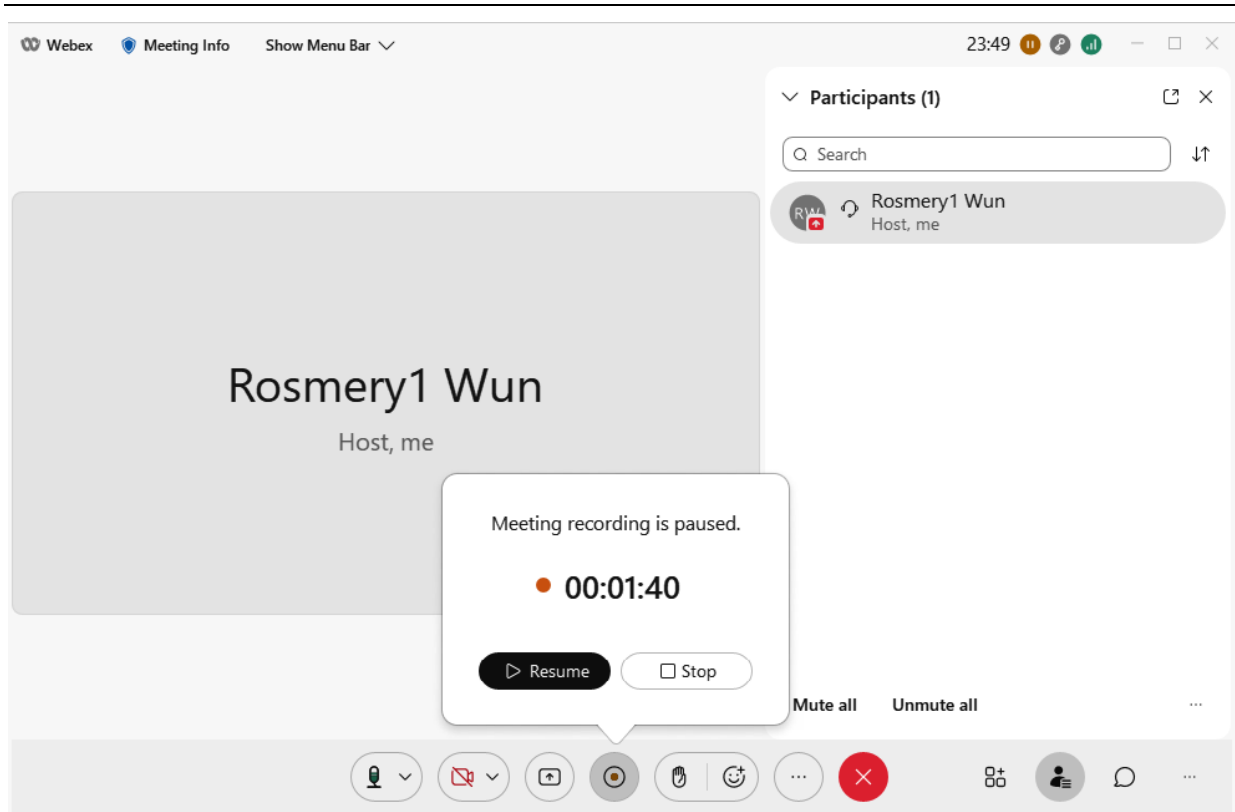 Webex Meeting Info Show Menu Bar 23:49
Participants (1)
Search
RW Rosmery1 Wun
Host, me
Rosmery1 Wun
Host, me
Meeting recording is paused.
00:01:40
Resume Stop
Mute all Unmute all